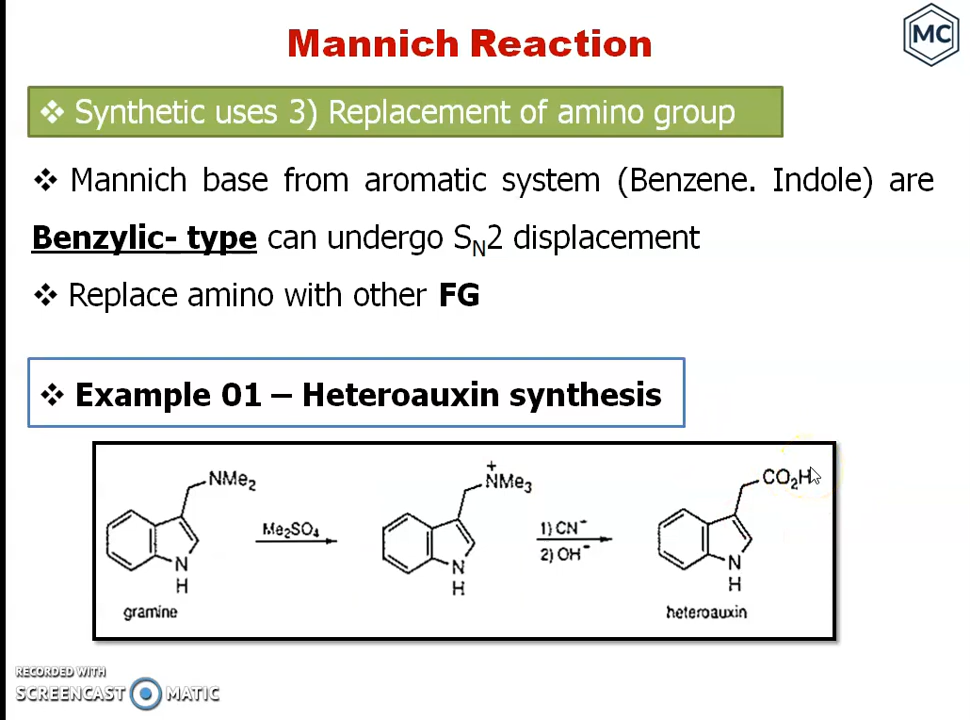 Mannich Reaction
MC
❖ Synthetic uses 3) Replacement of amino group
❖ Mannich base from aromatic system (Benzene. Indole) are
Benzylic- type can undergo SN2 displacement
❖ Replace amino with other FG
❖ Example 01 – Heteroauxin synthesis
NMe2
N
H
gramine
Me2SO4
+
NMe3
N
H
1) CN-
2) OH-
CO2H
N
H
heteroauxin
RECORDED WITH
SCREENCAST MATIC